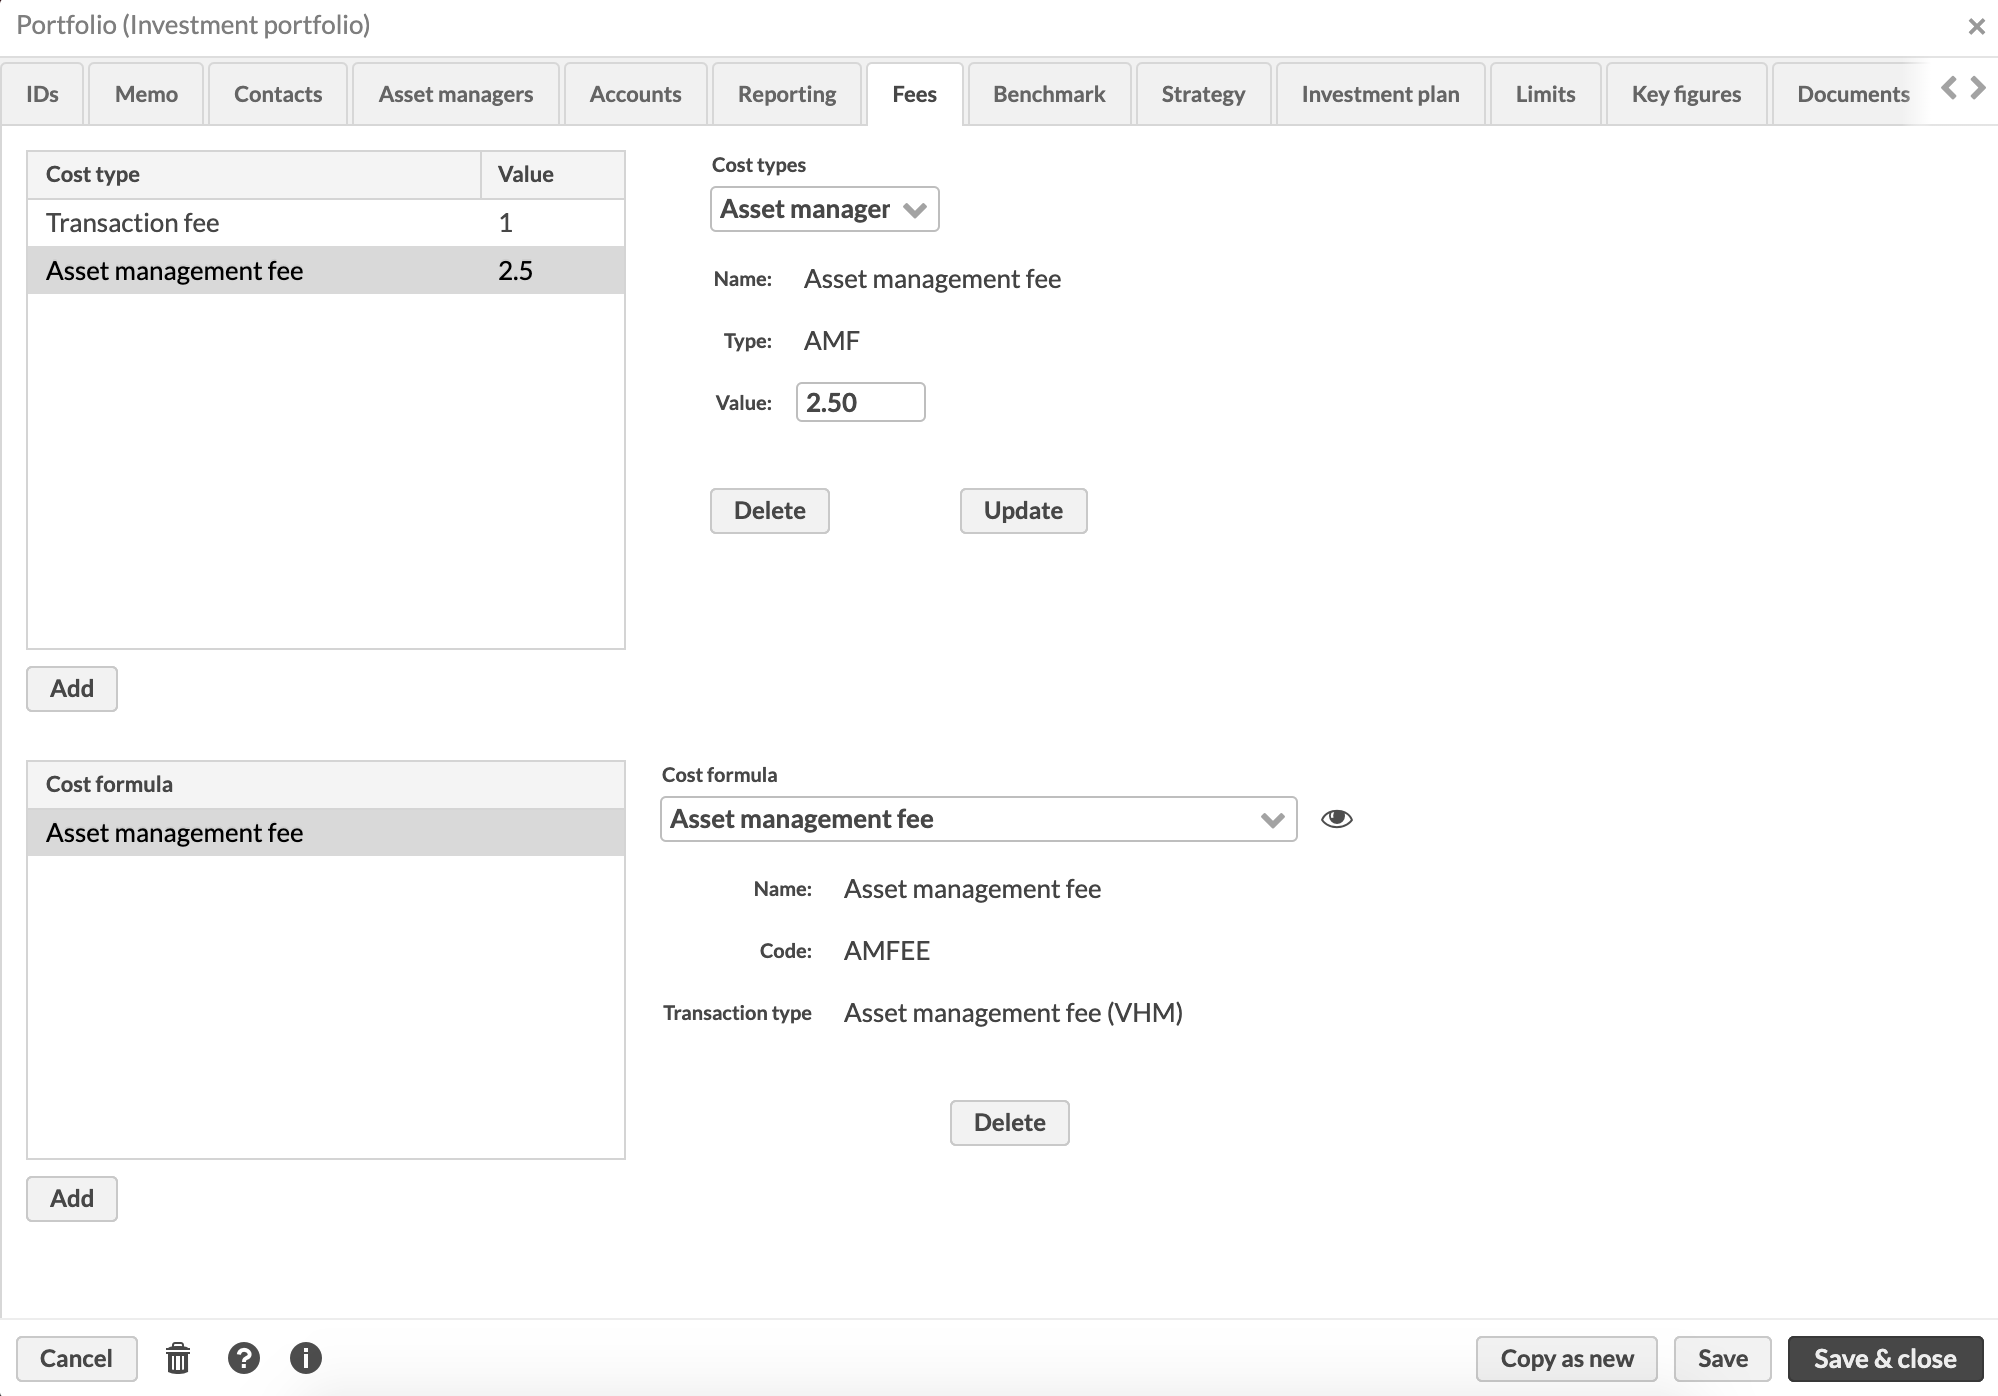 Portfolio (Investment portfolio)
IDs Memo Contacts Asset managers Accounts Reporting Fees Benchmark Strategy Investment plan Limits Key figures Documents
Cost type Value
Transaction fee 1
Asset management fee 2.5
Add
Cost types
Asset manager
Name: Asset management fee
Type: AMF
Value: 2.50
Delete Update
Cost formula
Asset management fee
Add
Cost formula
Asset management fee
Name: Asset management fee
Code: AMFEE
Transaction type Asset management fee (VHM)
Delete
Cancel ? i Copy as new Save Save & close